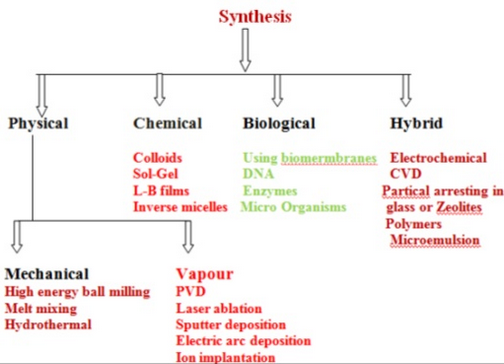 Synthesis
Physical
Chemical
Biological
Hybrid
Colloids
Sol-Gel
L-B films
Inverse micelles
Using biomermbranes
DNA
Enzymes
Micro Organisms
Electrochemical
CVD
Partical arresting in
glass or Zeolites
Polymers
Microemulsion
Mechanical
High energy ball milling
Melt mixing
Hydrothermal
Vapour
PVD
Laser ablation
Sputter deposition
Electric arc deposition
Ion implantation